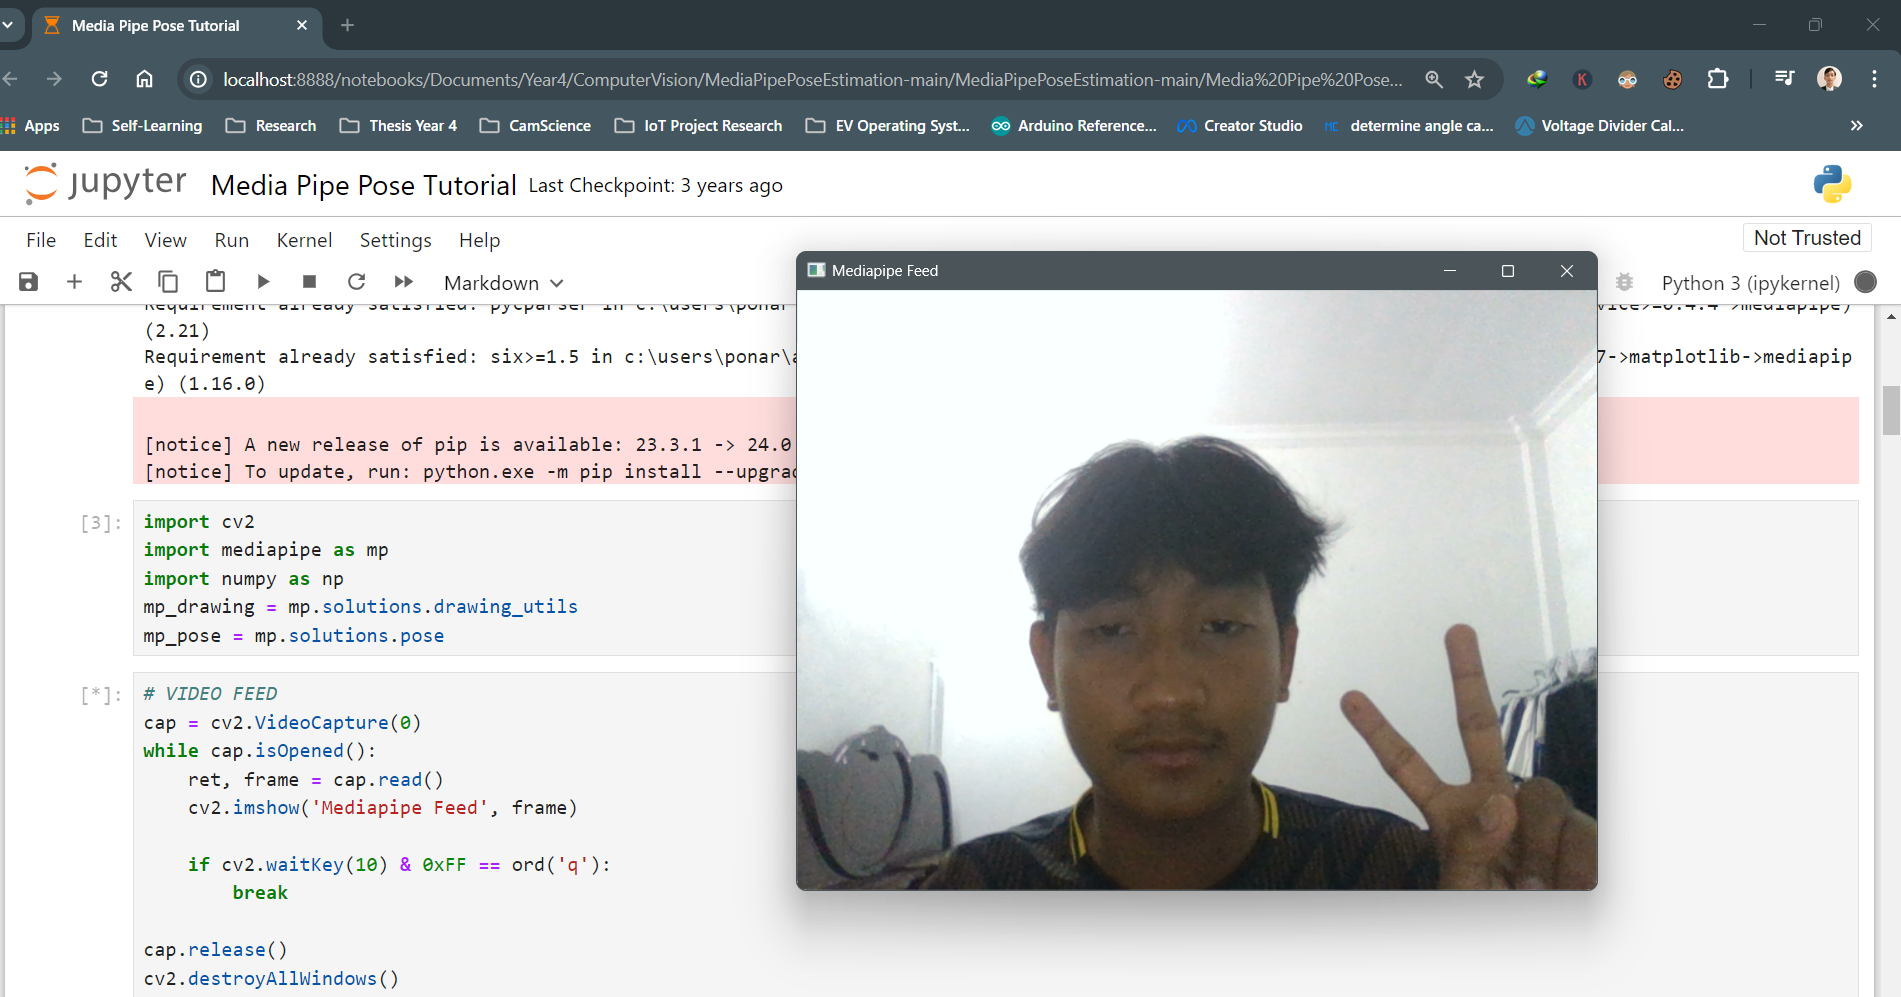 Media Pipe Pose Tutorial
localhost:8888/notebooks/Documents/Year4/ComputerVision/MediaPipePoseEstimation-main/MediaPipePoseEstimation-main/Media%20Pipe%20Pose...
K
Apps Self-Learning Research Thesis Year 4 CamScience IoT Project Research EV Operating Syst... Arduino Reference... Creator Studio MC determine angle ca... Voltage Divider Cal...
jupyter Media Pipe Pose Tutorial Last Checkpoint: 3 years ago
File Edit View Run Kernel Settings Help
Not Trusted
Markdown
Python 3 (ipykernel)
Mediapipe Feed
Requirement already satisfied: pycparser in c:\users\ponar vice>=0.4.4->mediapipe)
(2.21)
Requirement already satisfied: six>=1.5 in c:\users\ponar\a 7->matplotlib->mediapip
e) (1.16.0)
[notice] A new release of pip is available: 23.3.1 -> 24.0
[notice] To update, run: python.exe -m pip install --upgrad
[3]:
import cv2
import mediapipe as mp
import numpy as np
mp_drawing = mp.solutions.drawing_utils
mp_pose = mp.solutions.pose
[*]:
# VIDEO FEED
cap = cv2.VideoCapture(0)
while cap.isOpened():
    ret, frame = cap.read()
    cv2.imshow('Mediapipe Feed', frame)
    if cv2.waitKey(10) & 0xFF == ord('q'):
        break
cap.release()
cv2.destroyAllWindows()